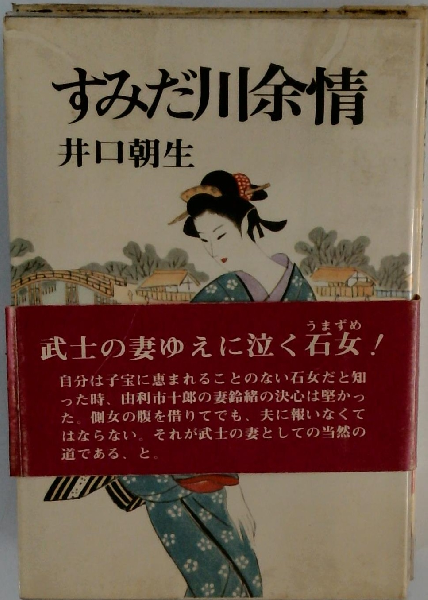 すみだ川余情
井口朝生
武士の妻ゆえに泣く石女！
うまずめ
自分は子宝に恵まれることのない石女だと知
った時、由利市十郎の妻鈴緒の決心は堅かっ
た。側女の腹を借りてでも、夫に報いなくて
はならない。それが武士の妻としての当然の
道である、と。